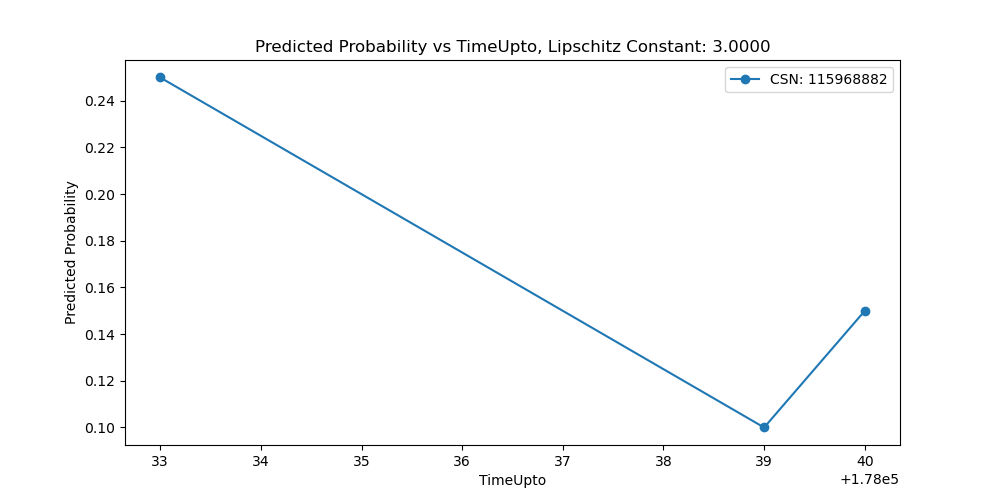 Predicted Probability vs TimeUpto, Lipschitz Constant: 3.0000
CSN: 115968882
Predicted Probability
0.24
0.22
0.20
0.18
0.16
0.14
0.12
0.10
33 34 35 36 37 38 39 40
TimeUpto
+1.78e5